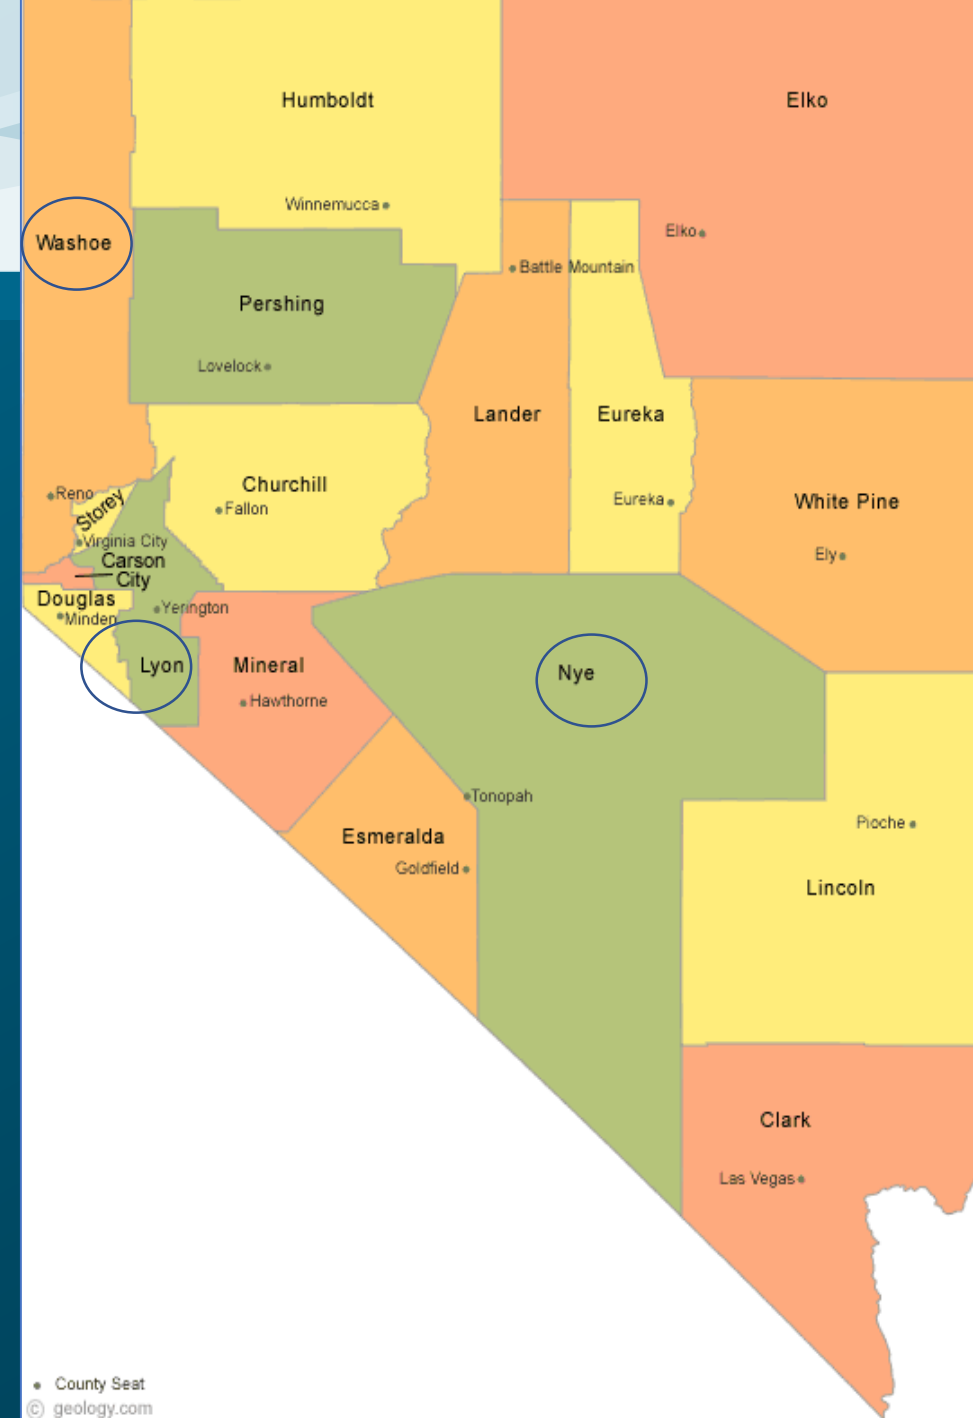 Humboldt
Elko
Winnemucca
Washoe
Elko
Battle Mountain
Pershing
Lovelock
Lander
Eureka
Churchill
Reno
Storey
Fallon
Eureka
White Pine
Virginia City
Ely
Carson
City
Douglas
Minden
Yerington
Lyon
Mineral
Nye
Hawthorne
Tonopah
Pioche
Esmeralda
Goldfield
Lincoln
Clark
Las Vegas
County Seat
© geology.com